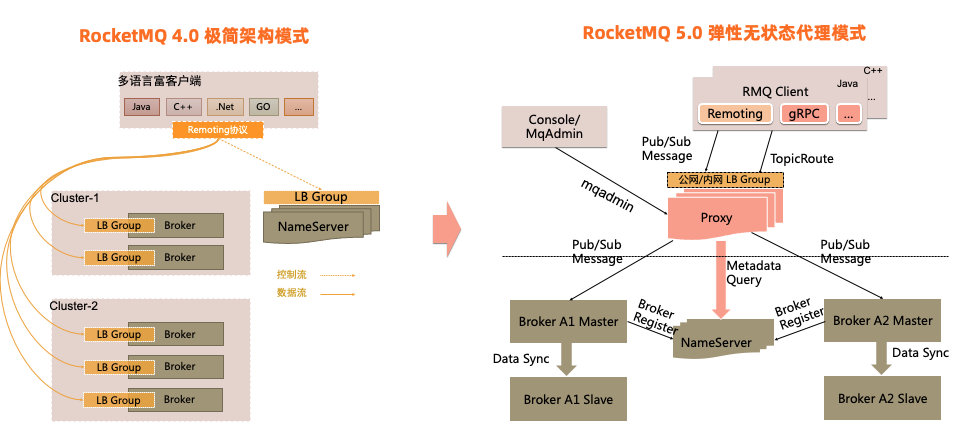 RocketMQ 4.0 极简架构模式
多语言富客户端
Java
C++
.Net
GO
...
Remoting协议
Cluster-1
LB Group
Broker
LB Group
Broker
LB Group
NameServer
控制流
数据流
Cluster-2
LB Group
Broker
LB Group
Broker
LB Group
Broker
RocketMQ 5.0 弹性无状态代理模式
C++
Java
...
RMQ Client
Remoting
gRPC
...
Console/
MqAdmin
Pub/Sub
Message
TopicRoute
mqadmin
公网/内网 LB Group
Proxy
Pub/Sub
Message
Pub/Sub
Message
Metadata
Query
Broker A1 Master
Broker
Register
NameServer
Broker
Register
Broker A2 Master
Data Sync
Data Sync
Broker A1 Slave
Broker A2 Slave